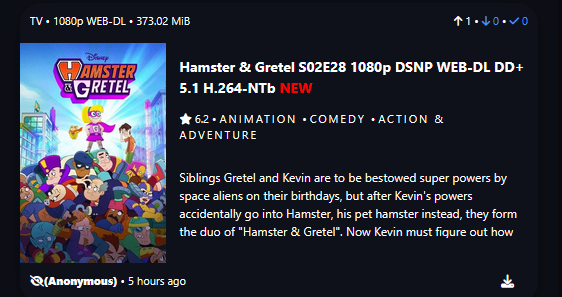 TV • 1080p WEB-DL • 373.02 MiB
1 • 0 • 0
Disney
HAMSTER
& GRETEL
Hamster & Gretel S02E28 1080p DSNP WEB-DL DD+
5.1 H.264-NTb NEW
6.2 • ANIMATION • COMEDY • ACTION &
ADVENTURE
Siblings Gretel and Kevin are to be bestowed super powers by
space aliens on their birthdays, but after Kevin's powers
accidentally go into Hamster, his pet hamster instead, they form
the duo of "Hamster & Gretel". Now Kevin must figure out how
(Anonymous) • 5 hours ago